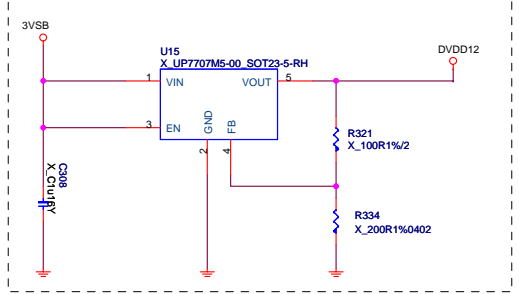 3VSB
U15
X_UP7707M5-00_SOT23-5-RH
DVDD12
1
VIN
VOUT
5
3
EN
GND
FB
2
4
R321
X_100R1%/2
C308
X_C1u16Y
R334
X_200R1%0402